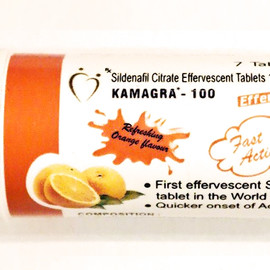 7 Tab
Sildenafil Citrate Effervescent Tablets 1
KAMAGRA® - 100
Effer
Refreshing
Orange flavour
Fast
Acti
• First effervescent S
tablet in the World
• Quicker onset of Ac
COMPOSITION :